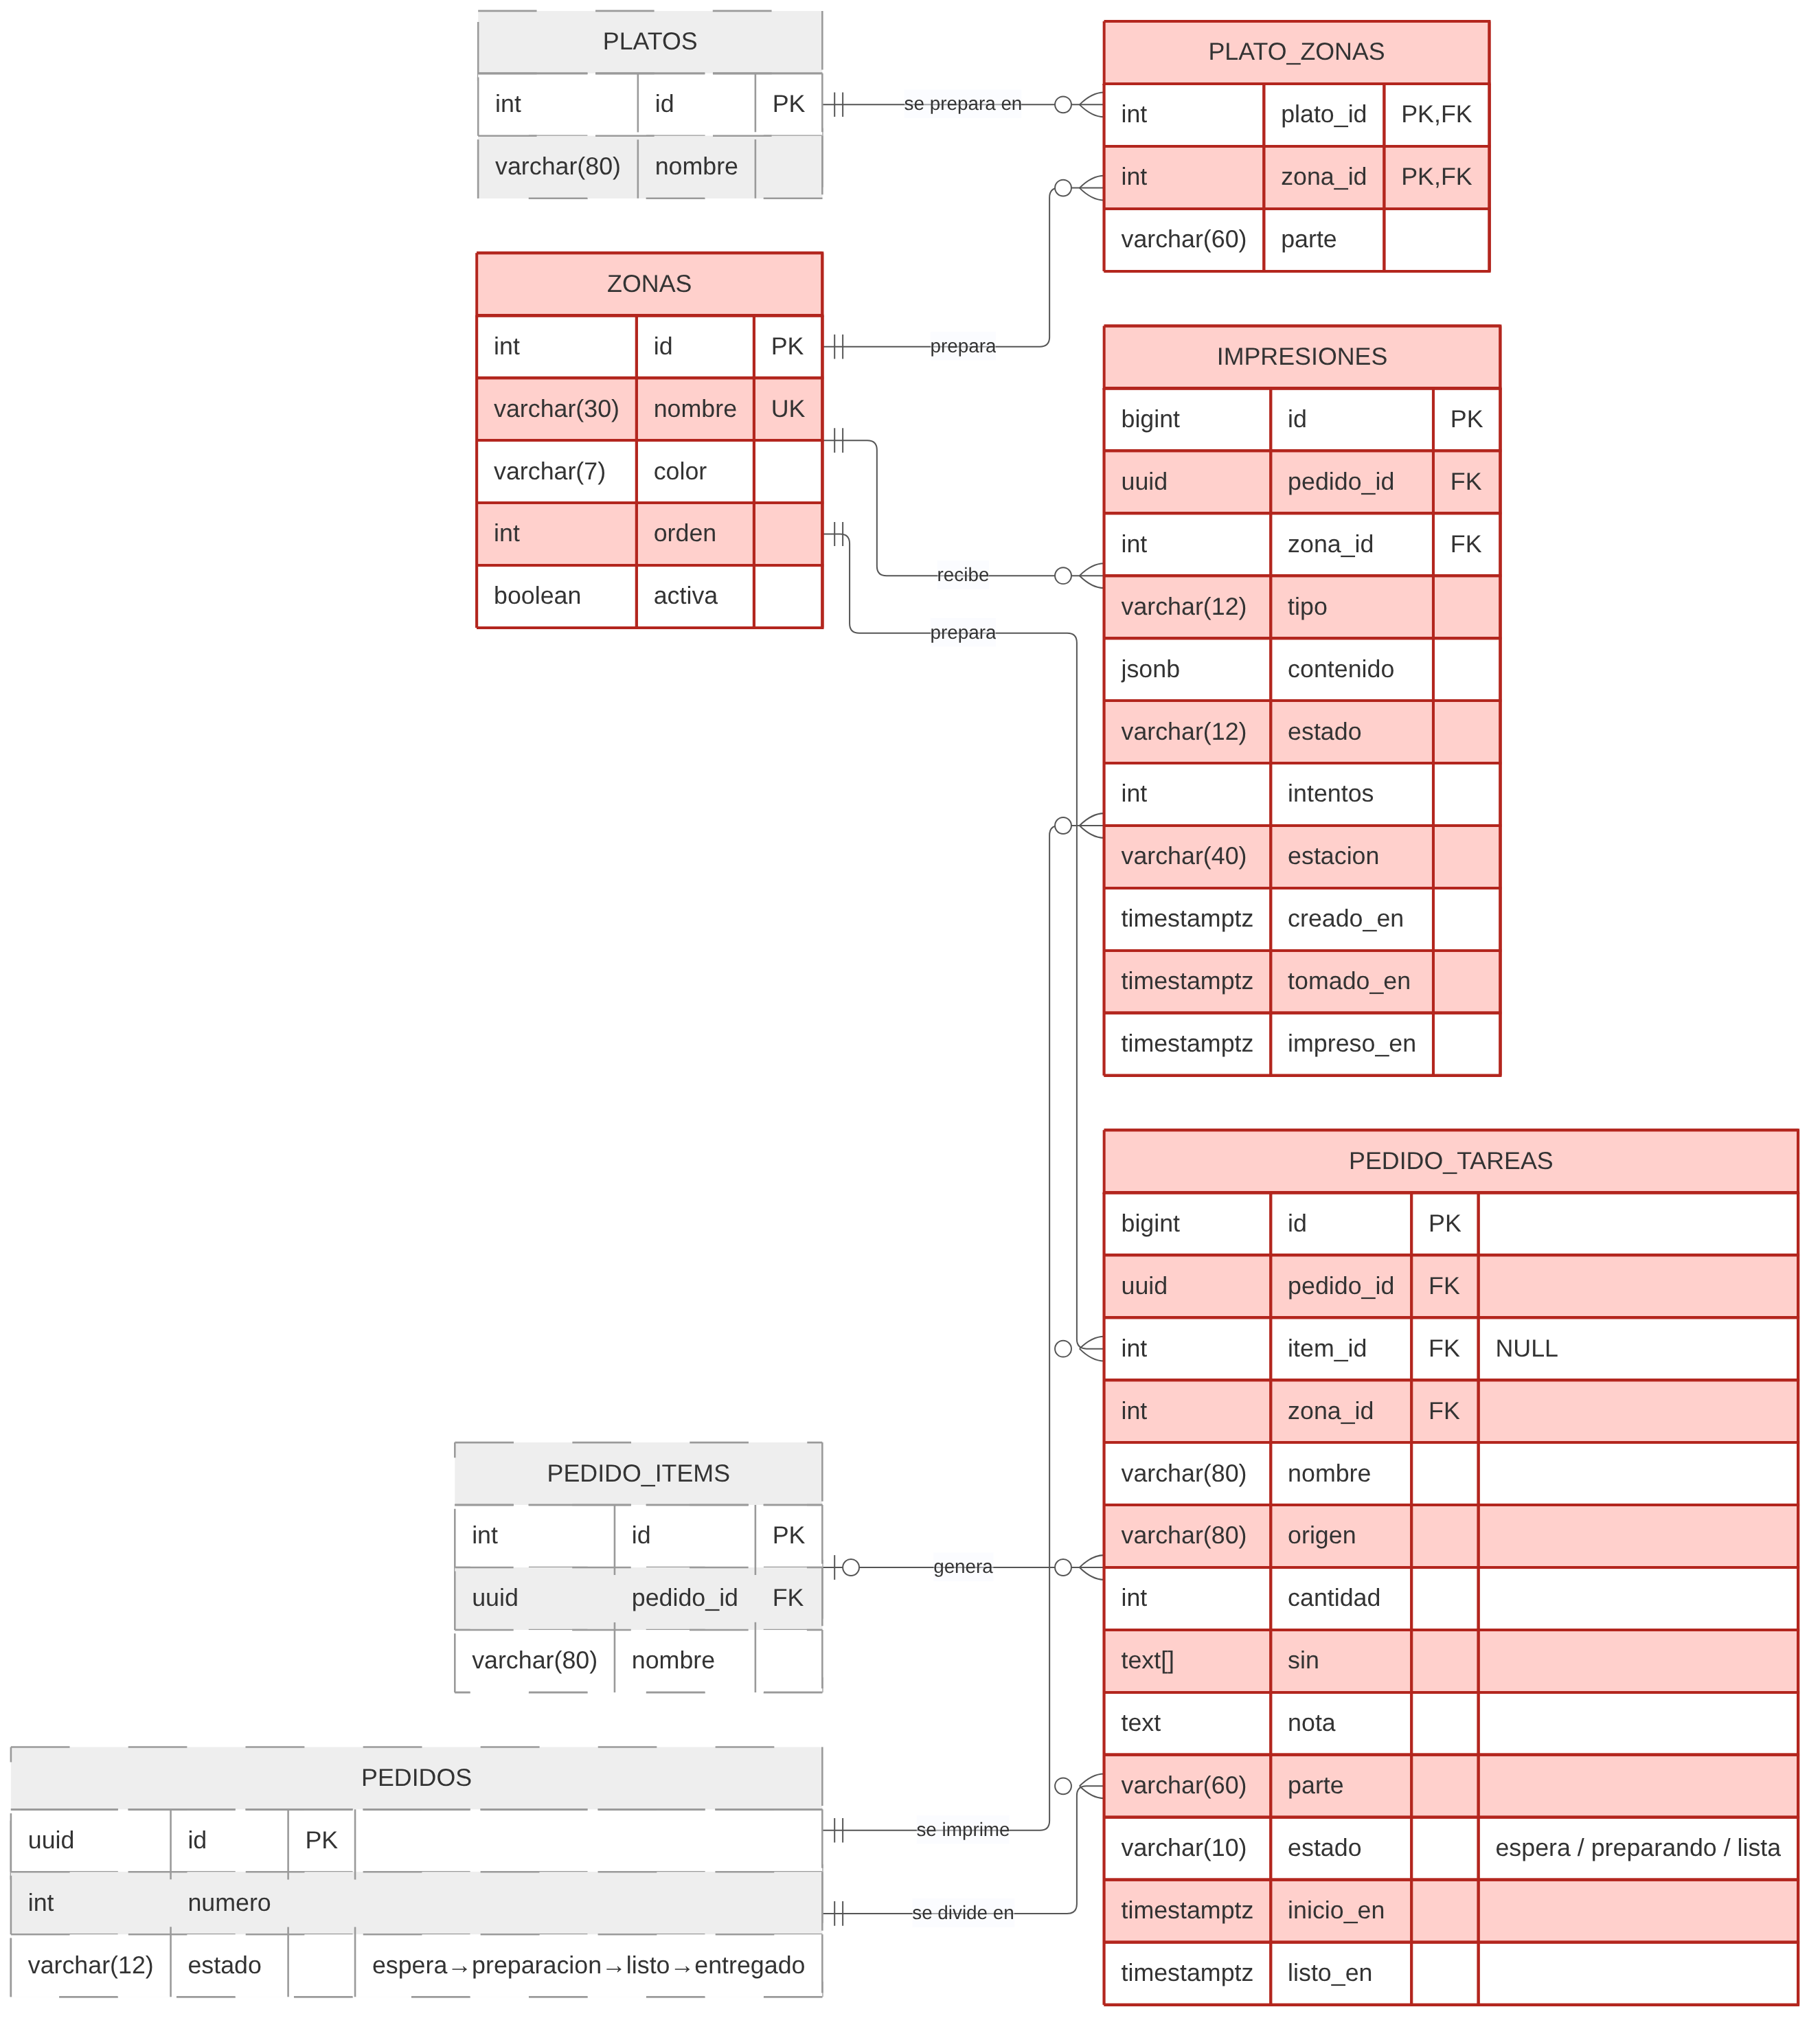 PLATOS
int id PK
varchar(80) nombre
se prepara en
PLATO_ZONAS
int plato_id PK,FK
int zona_id PK,FK
varchar(60) parte
ZONAS
int id PK
varchar(30) nombre UK
varchar(7) color
int orden
boolean activa
prepara
recibe
prepara
IMPRESIONES
bigint id PK
uuid pedido_id FK
int zona_id FK
varchar(12) tipo
jsonb contenido
varchar(12) estado
int intentos
varchar(40) estacion
timestamptz creado_en
timestamptz tomado_en
timestamptz impreso_en
PEDIDO_TAREAS
bigint id PK
uuid pedido_id FK
int item_id FK NULL
int zona_id FK
varchar(80) nombre
varchar(80) origen
int cantidad
text[] sin
text nota
varchar(60) parte
varchar(10) estado espera / preparando / lista
timestamptz inicio_en
timestamptz listo_en
PEDIDO_ITEMS
int id PK
uuid pedido_id FK
varchar(80) nombre
genera
PEDIDOS
uuid id PK
int numero
varchar(12) estado espera→preparacion→listo→entregado
se imprime
se divide en